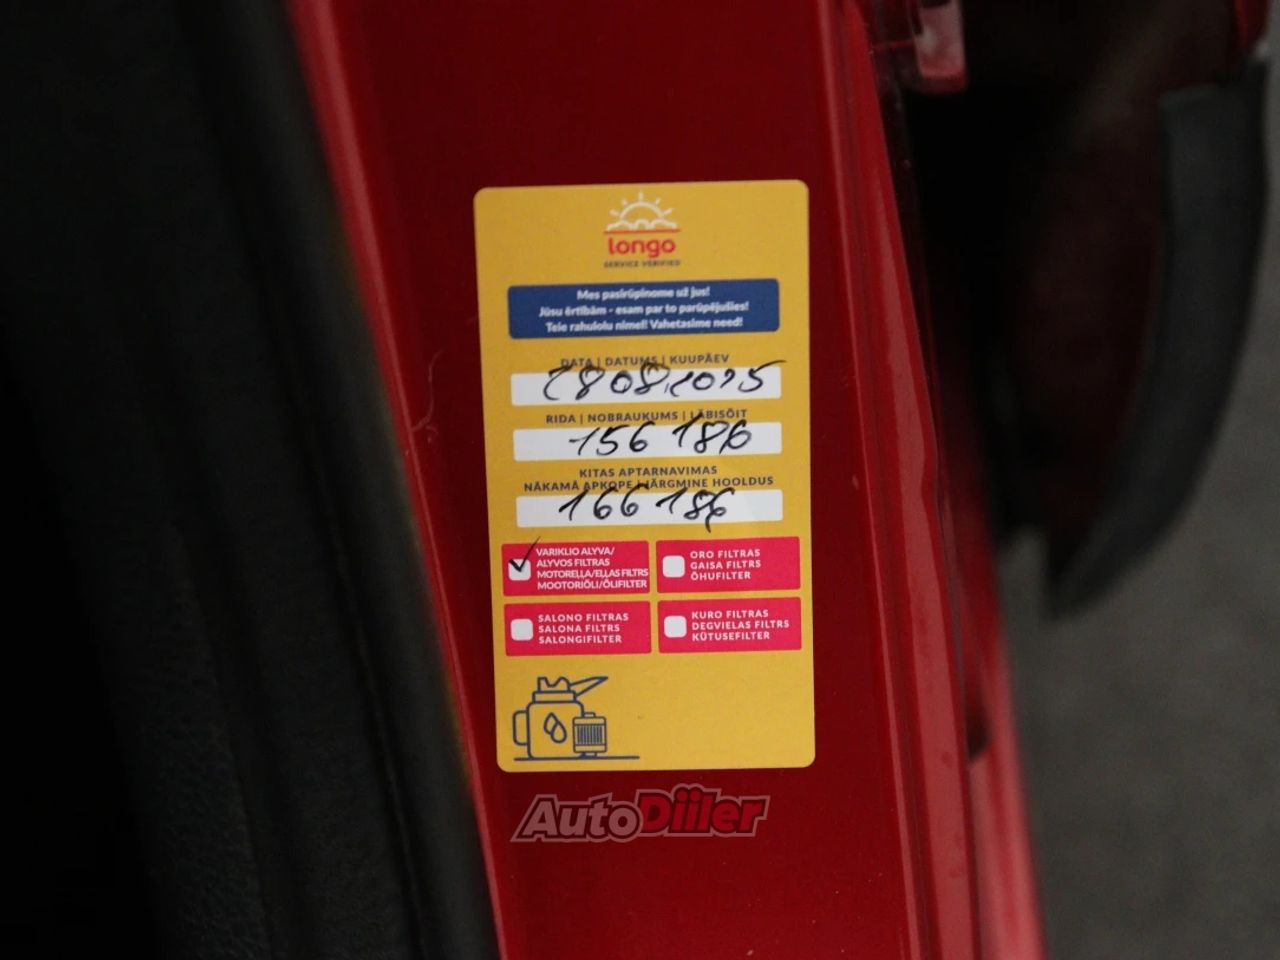 longo
SERVICE VERIFIED
Mes pasirūpinome už jus!
Jūsu ērtībām - esam par to parūpējušies!
Teie rahulolu nimel! Vahetasime need!
DATA | DATUMS | KUUPÄEV
28 08.2025
RIDA | NOBRAUKUMS | LÄBISÕIT
156 186
KITAS APTARNAVIMAS
NĀKAMĀ APKOPE | JÄRGMINE HOOLDUS
166 186
VARIKLIO ALYVA/
ALYVOS FILTRAS
MOTOREĻĻA/EĻĻAS FILTRS
MOOTORIÕLI/ÕLIFILTER
ORO FILTRAS
GAISA FILTRS
ÕHUFILTER
SALONO FILTRAS
SALONA FILTRS
SALONGIFILTER
KURO FILTRAS
DEGVIELAS FILTRS
KÜTUSEFILTER
AutoDiiler